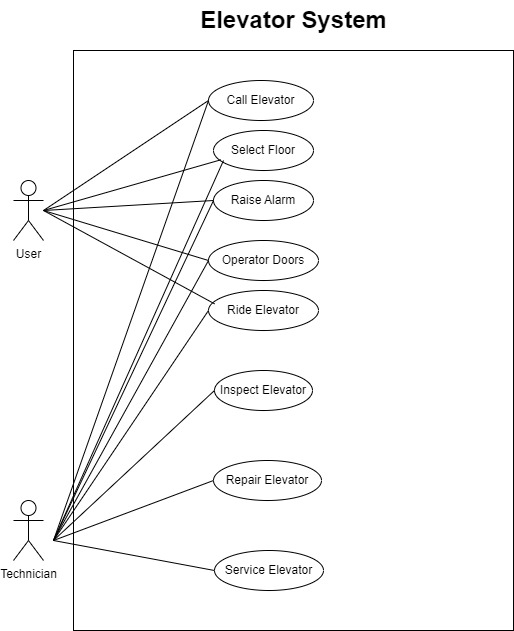 Elevator System
Call Elevator
Select Floor
Raise Alarm
User
Operator Doors
Ride Elevator
Inspect Elevator
Repair Elevator
Technician
Service Elevator